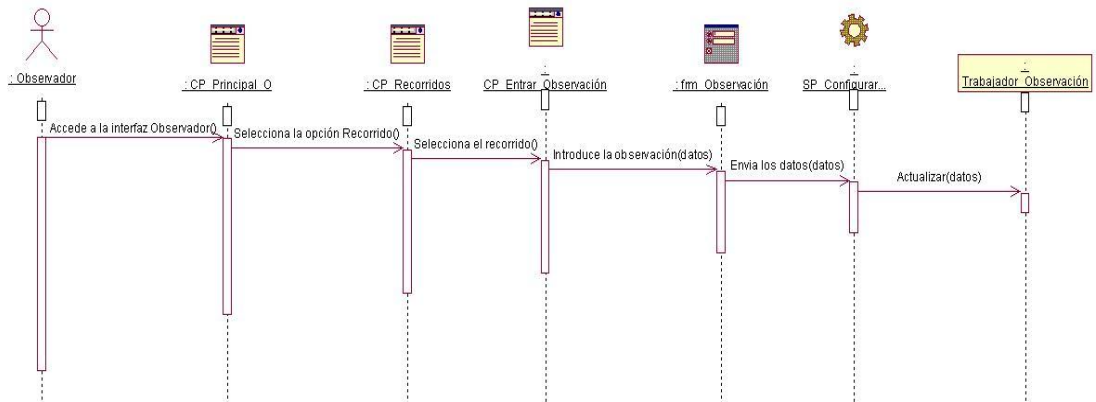 : Observador
: CP_Principal_O
: CP_Recorridos
:
CP_Entrar_Observación
: frm_Observación
:
SP_Configurar...
:
Trabajador_Observación
Accede a la interfaz Observador()
Selecciona la opción Recorrido()
Selecciona el recorrido()
Introduce la observación(datos)
Envia los datos(datos)
Actualizar(datos)